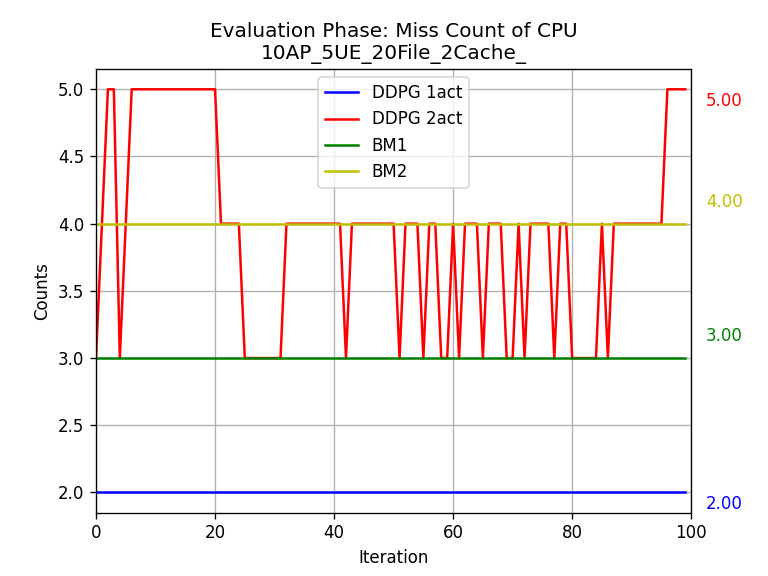 Evaluation Phase: Miss Count of CPU
10AP_5UE_20File_2Cache_
DDPG 1act
DDPG 2act
BM1
BM2
5.0
4.5
4.0
3.5
3.0
2.5
2.0
Counts
5.00
4.00
3.00
2.00
0 20 40 60 80 100
Iteration